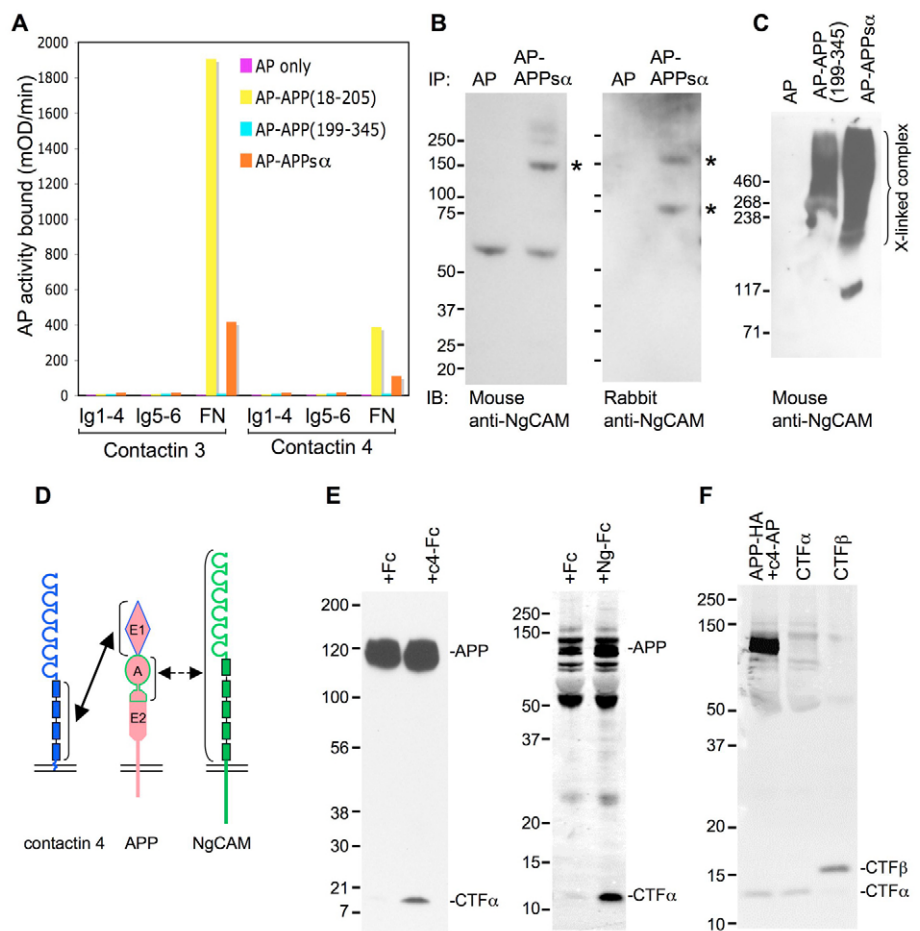 A
AP activity bound (mOD/min)
2000
1800
1600
1400
1200
1000
800
600
400
200
0
AP only
AP-APP(18-205)
AP-APP(199-345)
AP-APPsα
Ig1-4 Ig5-6 FN Ig1-4 Ig5-6 FN
Contactin 3 Contactin 4
B
IP: AP AP-APPsα AP AP-APPsα
250
150
100
75
50
37
25
20
*
*
*
IB: Mouse anti-NgCAM
Rabbit anti-NgCAM
C
AP
AP-APP (199-345)
AP-APPsα
460
268
238
117
71
X-linked complex
Mouse anti-NgCAM
D
E1
A
E2
contactin 4 APP NgCAM
E
+Fc
+c4-Fc
200
120
100
56
38
30
21
7
-APP
-CTFα
+Fc
+Ng-Fc
250
150
50
37
20
15
10
-APP
-CTFα
F
APP-HA +c4-AP
CTFα
CTFβ
250
150
50
37
20
15
10
-CTFβ
-CTFα